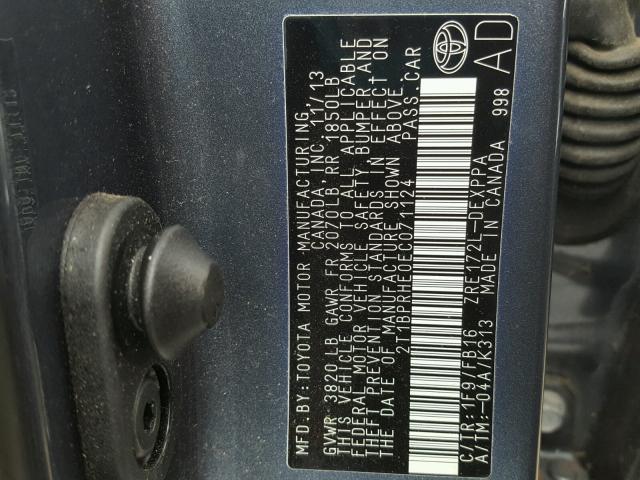 MFD. BY: TOYOTA MOTOR MANUFACTURING,
CANADA, INC. 11/13
GVWR 3820 LB GAWR FR 2070LB, RR 1850LB
THIS VEHICLE CONFORMS TO ALL APPLICABLE
FEDERAL MOTOR VEHICLE SAFETY, BUMPER AND
THEFT PREVENTION STANDARDS IN EFFECT ON
THE DATE OF MANUFACTURE SHOWN ABOVE.
2T1BPRHE0EC071124 PASS. CAR
C/TR:1F9/FB16 ZRE172L-DEXPPA
A/TM:-04A/K313 MADE IN CANADA 998
AD